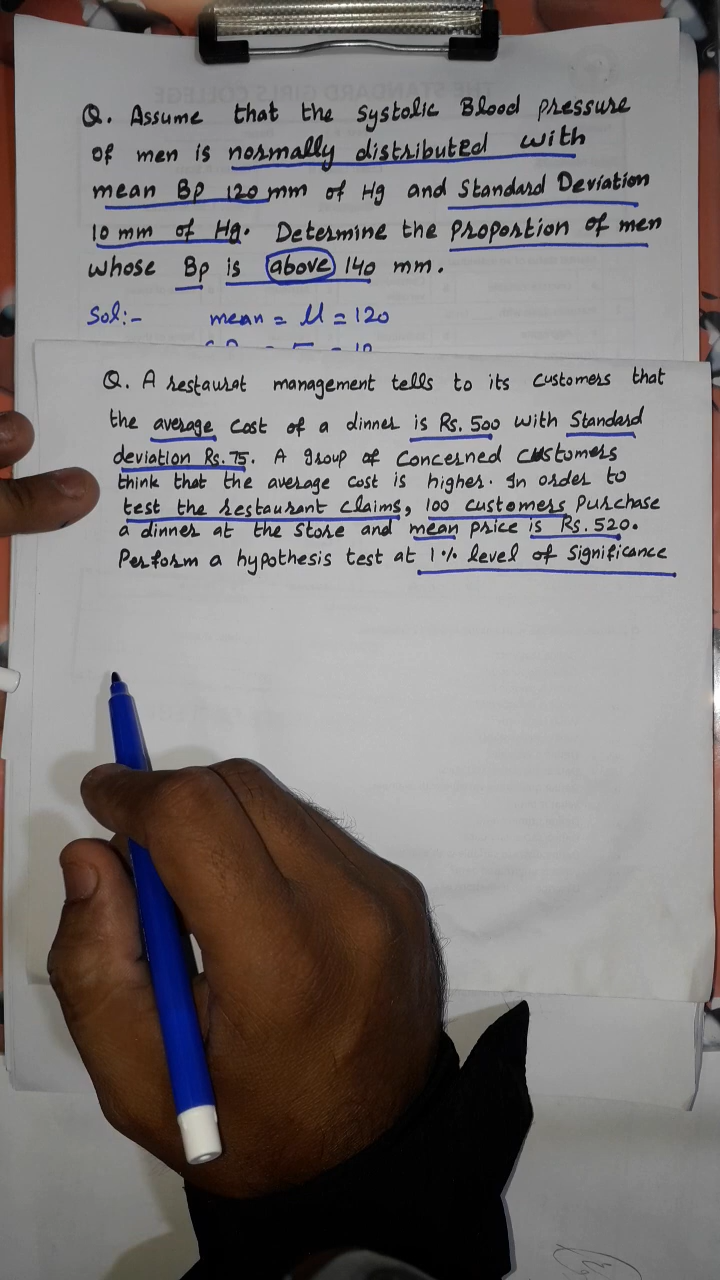 Q. Assume that the Systolic Blood pressure
of men is normally distributed with
mean Bp 120 mm of Hg and Standard Deviation
10 mm of Hg. Determine the proportion of men
whose Bp is above 140 mm.
Sol:- mean = μ = 120
Q. A restaurat management tells to its customers that
the average cost of a dinner is Rs. 500 with Standard
deviation Rs. 75. A group of concerned customers
think that the average cost is higher. In order to
test the restaurant claims, 100 customers purchase
a dinner at the store and mean price is Rs. 520.
Perform a hypothesis test at 1% level of Significance